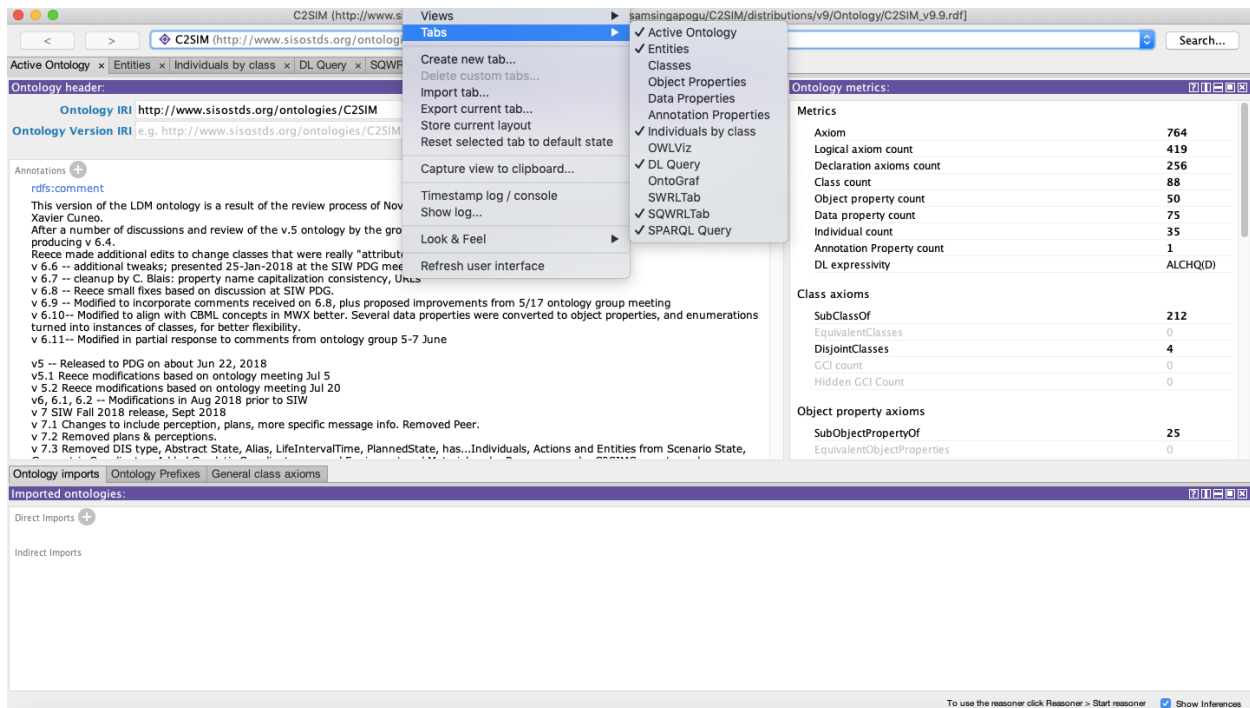 C2SIM (http://www.s
samsingapogu/C2SIM/distributions/v9/Ontology/C2SIM_v9.9.rdf]
< > C2SIM (http://www.sisostds.org/ontologi
Search...
Active Ontology × Entities × Individuals by class × DL Query × SQWR
Views
Tabs
Create new tab...
Delete custom tabs...
Import tab...
Export current tab...
Store current layout
Reset selected tab to default state
Capture view to clipboard...
Timestamp log / console
Show log...
Look & Feel
Refresh user interface
✓ Active Ontology
✓ Entities
Classes
Object Properties
Data Properties
Annotation Properties
✓ Individuals by class
OWLViz
✓ DL Query
OntoGraf
SWRLTab
✓ SQWRLTab
✓ SPARQL Query
Ontology header:
Ontology IRI http://www.sisostds.org/ontologies/C2SIM
Ontology Version IRI e.g. http://www.sisostds.org/ontologies/C2SIM
Annotations
rdfs:comment
This version of the LDM ontology is a result of the review process of Nov
Xavier Cuneo.
After a number of discussions and review of the v.5 ontology by the gro
producing v 6.4.
Reece made additional edits to change classes that were really "attribut
v 6.6 -- additional tweaks; presented 25-Jan-2018 at the SIW PDG mee
v 6.7 -- cleanup by C. Blais: property name capitalization consistency, URLs
v 6.8 -- Reece small fixes based on discussion at SIW PDG.
v 6.9 -- Modified to incorporate comments received on 6.8, plus proposed improvements from 5/17 ontology group meeting
v 6.10-- Modified to align with CBML concepts in MWX better. Several data properties were converted to object properties, and enumerations
turned into instances of classes, for better flexibility.
v 6.11-- Modified in partial response to comments from ontology group 5-7 June
v5 -- Released to PDG on about Jun 22, 2018
v5.1 Reece modifications based on ontology meeting Jul 5
v 5.2 Reece modifications based on ontology meeting Jul 20
v6, 6.1, 6.2 -- Modifications in Aug 2018 prior to SIW
v 7 SIW Fall 2018 release, Sept 2018
v 7.1 Changes to include perception, plans, more specific message info. Removed Peer.
v 7.2 Removed plans & perceptions.
v 7.3 Removed DIS type, Abstract State, Alias, LifeIntervalTime, PlannedState, has...Individuals, Actions and Entities from Scenario State,
Ontology metrics:
Metrics
Axiom 764
Logical axiom count 419
Declaration axioms count 256
Class count 88
Object property count 50
Data property count 75
Individual count 35
Annotation Property count 1
DL expressivity ALCHQ(D)
Class axioms
SubClassOf 212
EquivalentClasses 0
DisjointClasses 4
GCI count 0
Hidden GCI Count 0
Object property axioms
SubObjectPropertyOf 25
EquivalentObjectProperties 0
Ontology imports Ontology Prefixes General class axioms
Imported ontologies:
Direct Imports
Indirect Imports
To use the reasoner click Reasoner > Start reasoner Show Inferences